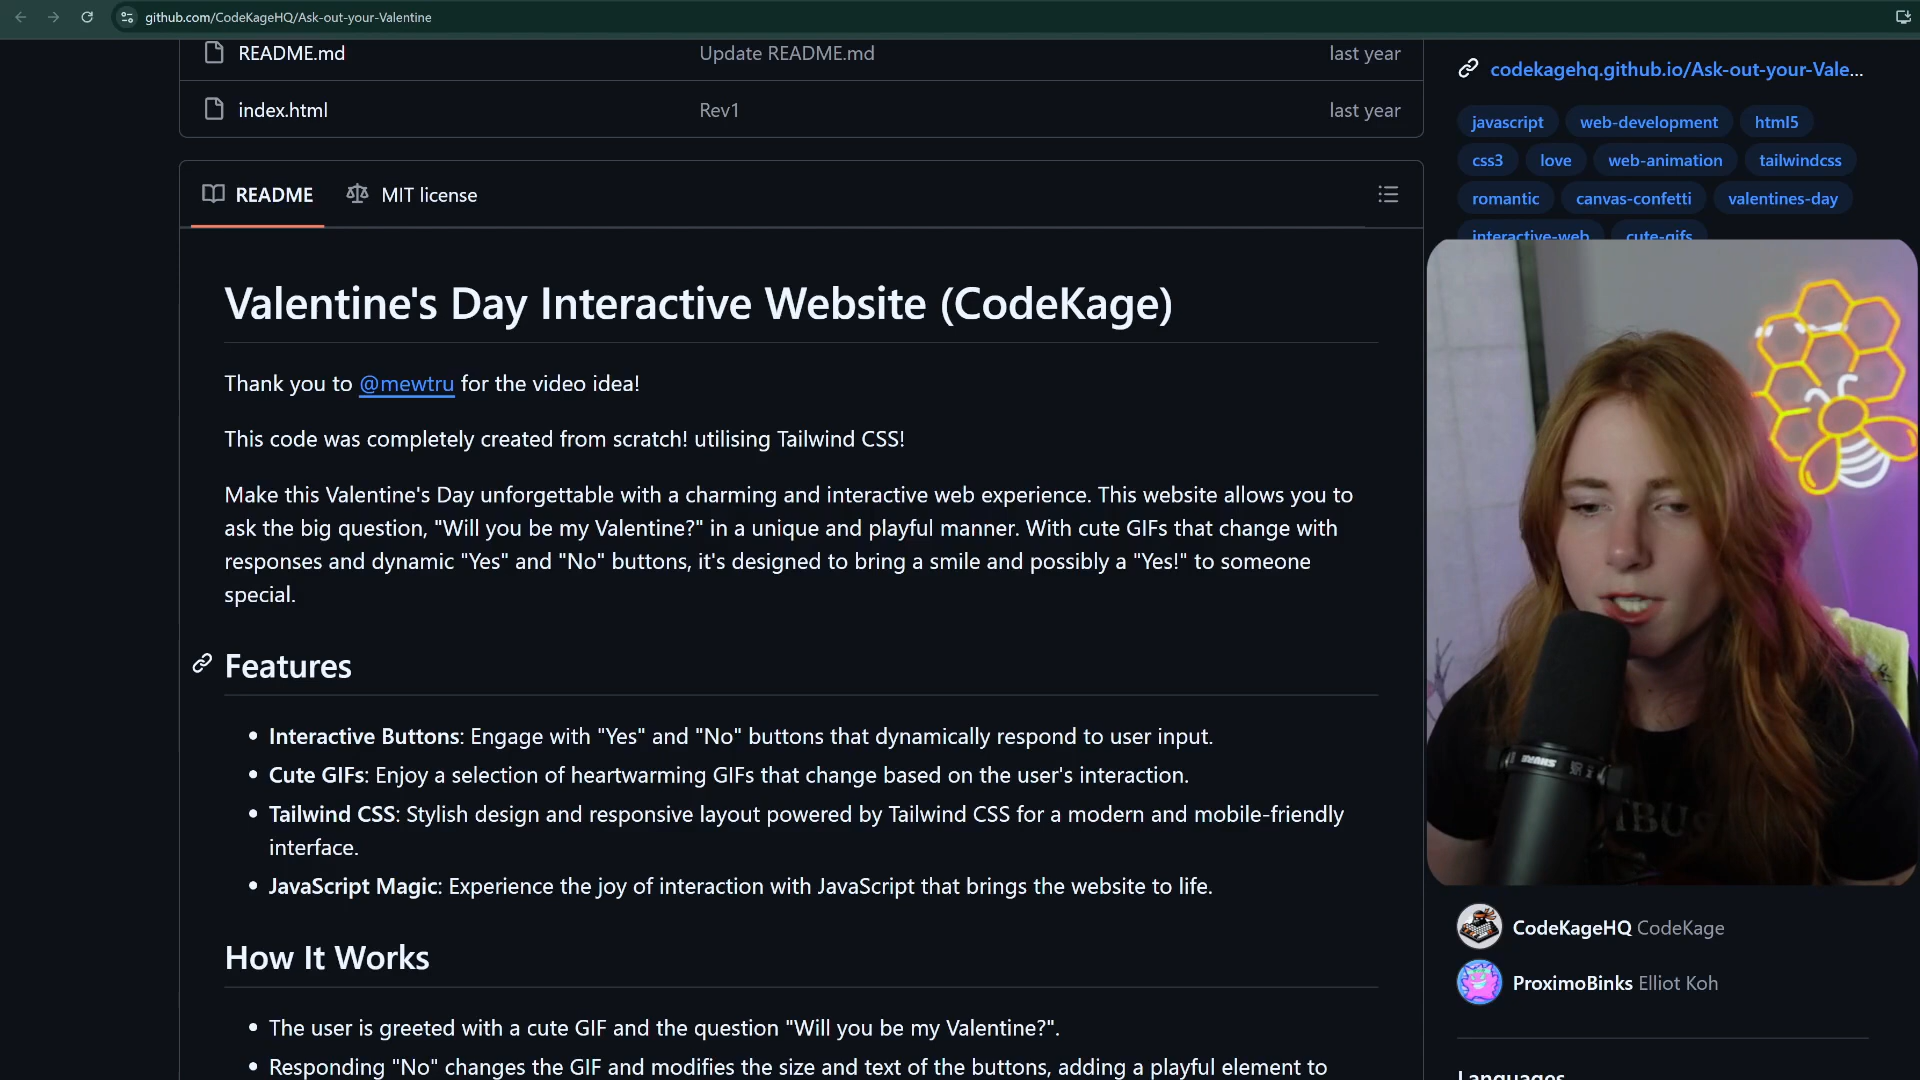 github.com/CodeKageHQ/Ask-out-your-Valentine
README.md Update README.md last year
index.html Rev1 last year
README MIT license
Valentine's Day Interactive Website (CodeKage)
Thank you to @mewtru for the video idea!
This code was completely created from scratch! utilising Tailwind CSS!
Make this Valentine's Day unforgettable with a charming and interactive web experience. This website allows you to
ask the big question, "Will you be my Valentine?" in a unique and playful manner. With cute GIFs that change with
responses and dynamic "Yes" and "No" buttons, it's designed to bring a smile and possibly a "Yes!" to someone
special.
Features
• Interactive Buttons: Engage with "Yes" and "No" buttons that dynamically respond to user input.
• Cute GIFs: Enjoy a selection of heartwarming GIFs that change based on the user's interaction.
• Tailwind CSS: Stylish design and responsive layout powered by Tailwind CSS for a modern and mobile-friendly
interface.
• JavaScript Magic: Experience the joy of interaction with JavaScript that brings the website to life.
How It Works
• The user is greeted with a cute GIF and the question "Will you be my Valentine?".
• Responding "No" changes the GIF and modifies the size and text of the buttons, adding a playful element to
codekagehq.github.io/Ask-out-your-Vale...
javascript web-development html5
css3 love web-animation tailwindcss
romantic canvas-confetti valentines-day
interactive-web cute-gifs
SHURE
CodeKageHQ CodeKage
ProximoBinks Elliot Koh
Languages